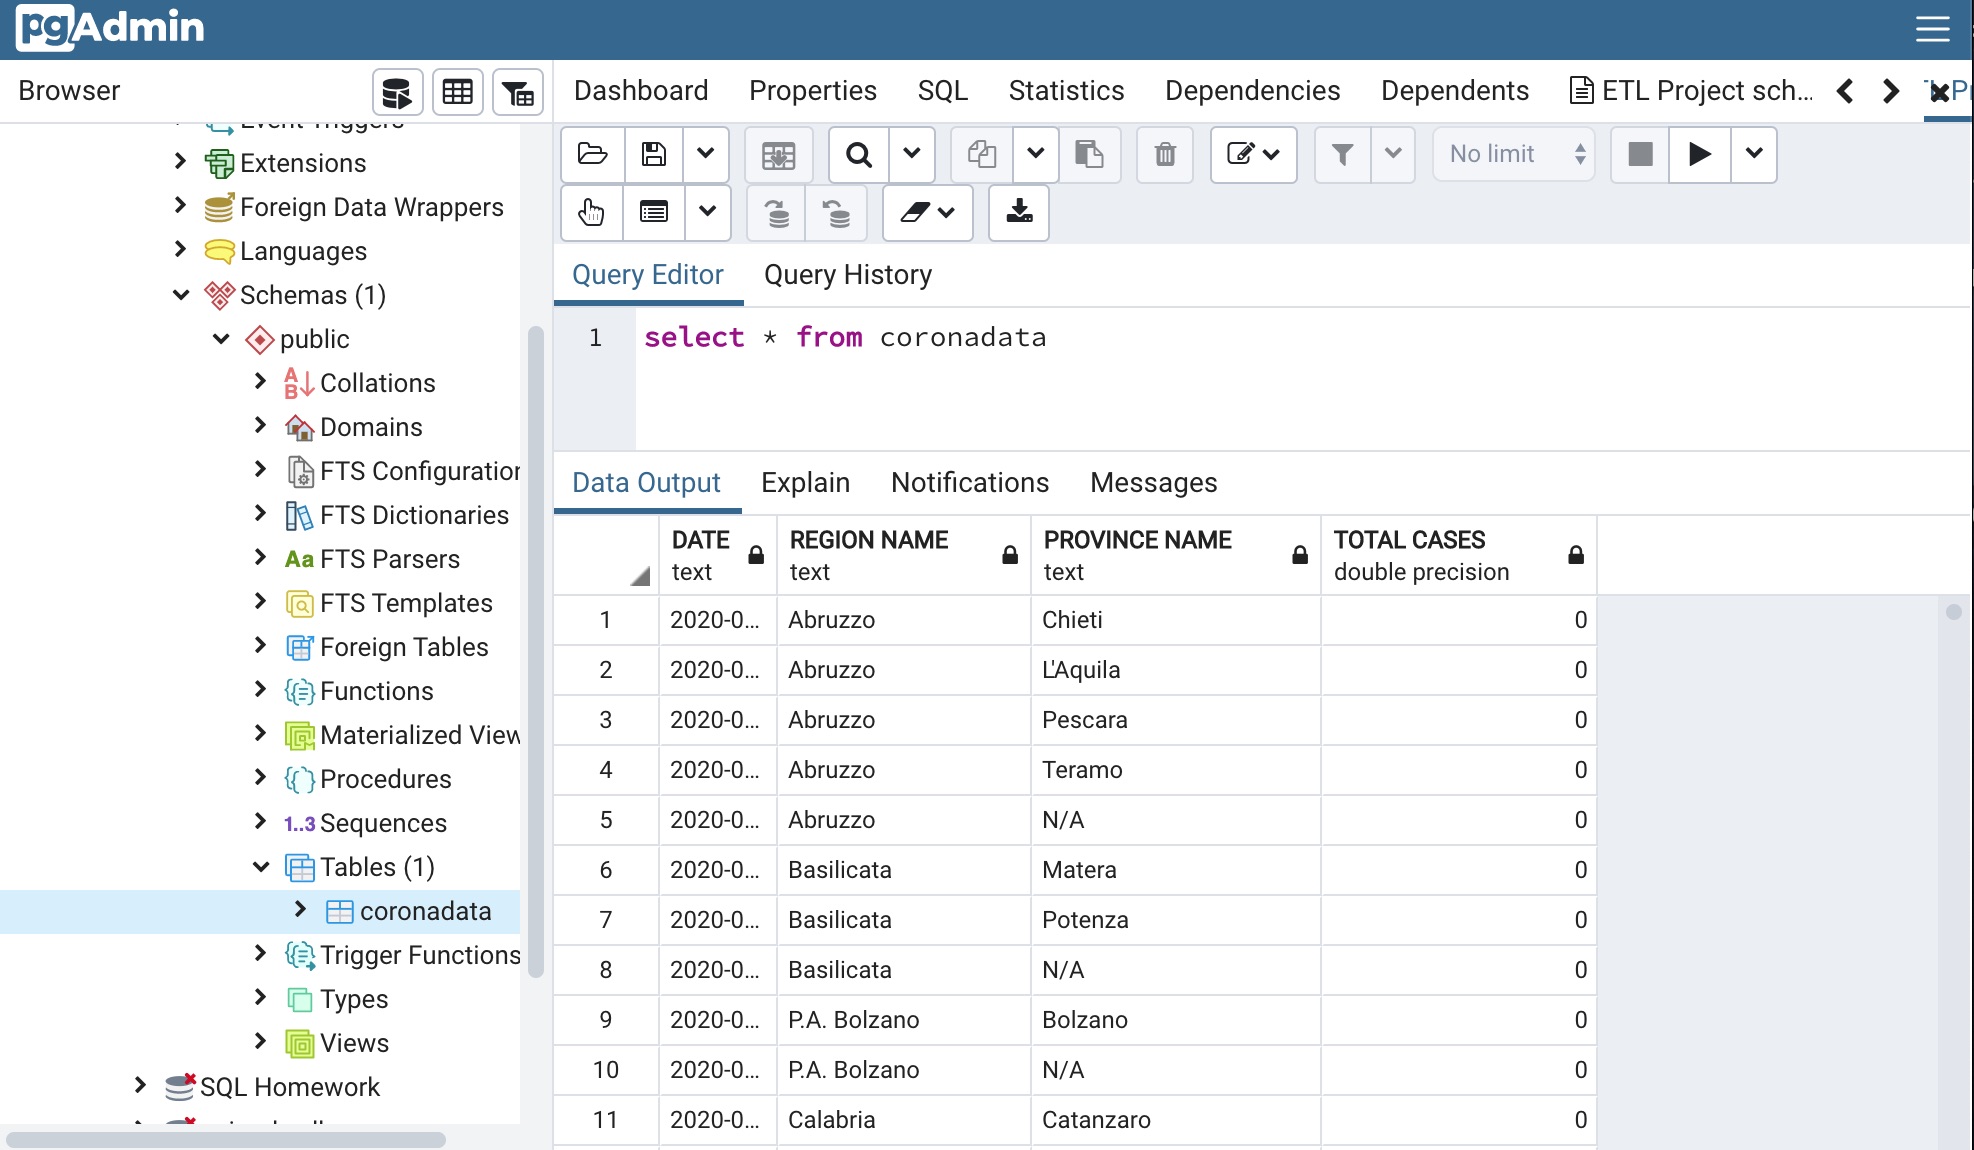 pgAdmin
Browser
Dashboard Properties SQL Statistics Dependencies Dependents ETL Project sch...
Event Triggers
Extensions
Foreign Data Wrappers
Languages
Schemas (1)
public
Collations
Domains
FTS Configuration
FTS Dictionaries
Aa FTS Parsers
FTS Templates
Foreign Tables
Functions
Materialized View
Procedures
1..3 Sequences
Tables (1)
coronadata
Trigger Functions
Types
Views
SQL Homework
No limit
Query Editor Query History
1 select * from coronadata
Data Output Explain Notifications Messages
DATE REGION NAME PROVINCE NAME TOTAL CASES
text text text double precision
1 2020-0... Abruzzo Chieti 0
2 2020-0... Abruzzo L'Aquila 0
3 2020-0... Abruzzo Pescara 0
4 2020-0... Abruzzo Teramo 0
5 2020-0... Abruzzo N/A 0
6 2020-0... Basilicata Matera 0
7 2020-0... Basilicata Potenza 0
8 2020-0... Basilicata N/A 0
9 2020-0... P.A. Bolzano Bolzano 0
10 2020-0... P.A. Bolzano N/A 0
11 2020-0... Calabria Catanzaro 0